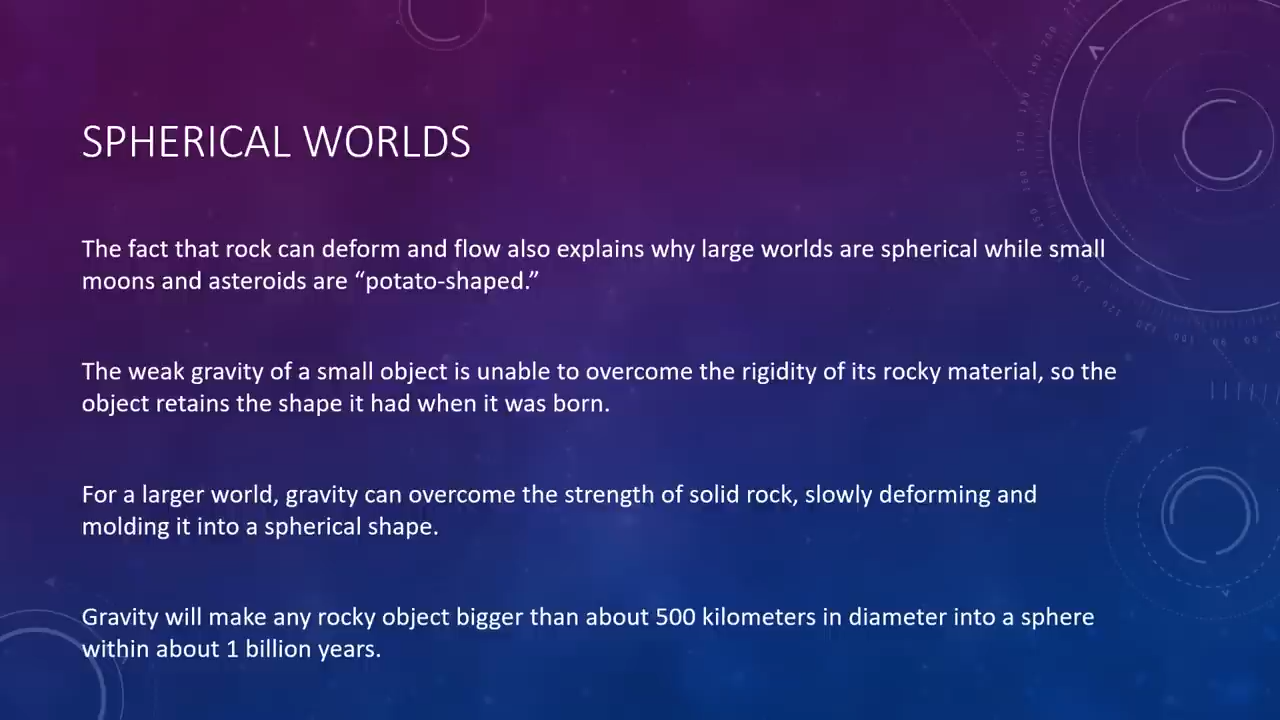 SPHERICAL WORLDS
The fact that rock can deform and flow also explains why large worlds are spherical while small
moons and asteroids are “potato-shaped.”
The weak gravity of a small object is unable to overcome the rigidity of its rocky material, so the
object retains the shape it had when it was born.
For a larger world, gravity can overcome the strength of solid rock, slowly deforming and
molding it into a spherical shape.
Gravity will make any rocky object bigger than about 500 kilometers in diameter into a sphere
within about 1 billion years.